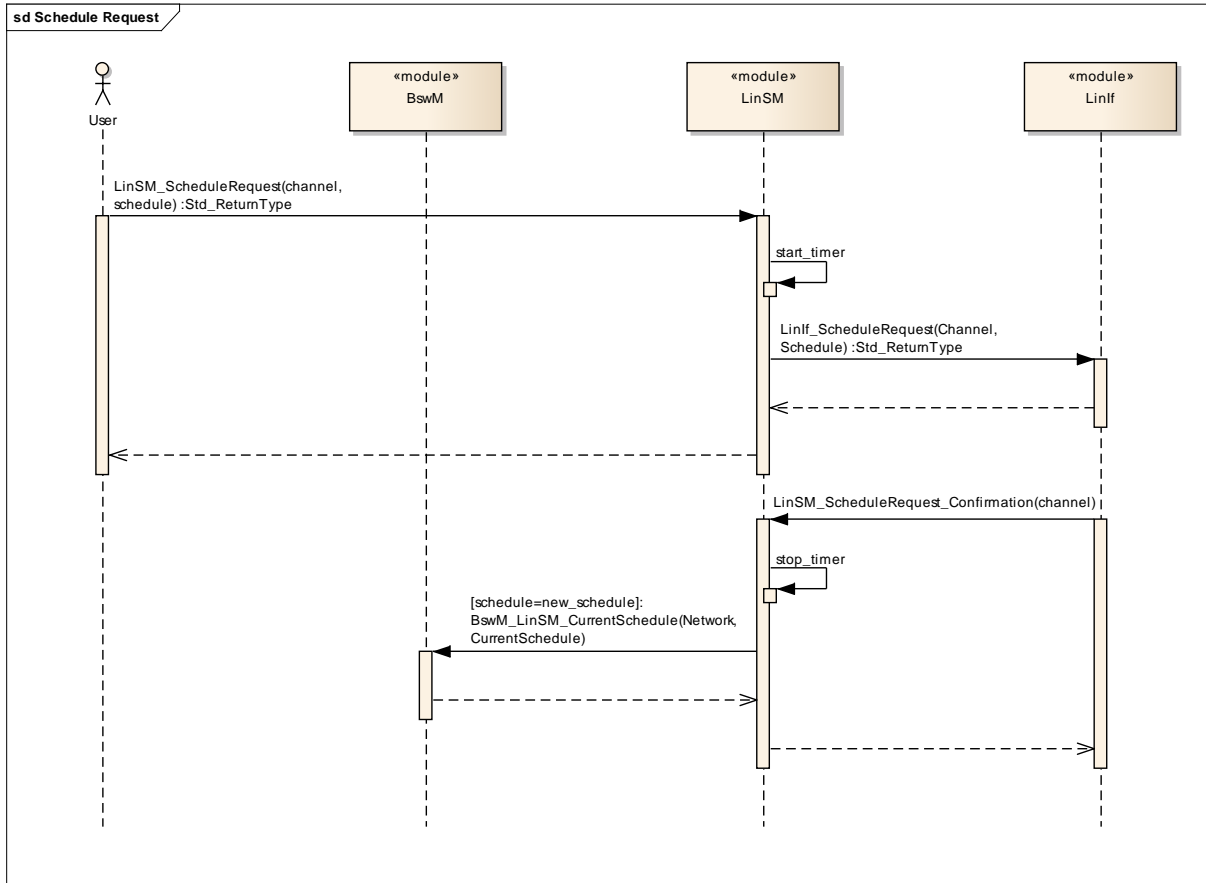 sd Schedule Request
User
«module»
BswM
«module»
LinSM
«module»
LinIf
LinSM_ScheduleRequest(channel,
schedule) :Std_ReturnType
start_timer
LinIf_ScheduleRequest(Channel,
Schedule) :Std_ReturnType
LinSM_ScheduleRequest_Confirmation(channel)
stop_timer
[schedule=new_schedule]:
BswM_LinSM_CurrentSchedule(Network,
CurrentSchedule)